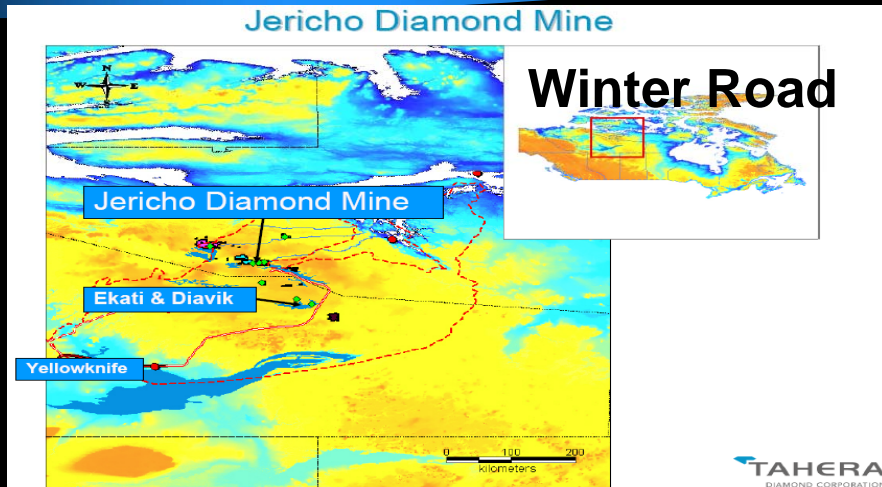 Jericho Diamond Mine
Winter Road
N
W E
S
Jericho Diamond Mine
Ekati & Diavik
Yellowknife
0 100 200
kilometers
TAHERA
DIAMOND CORPORATION